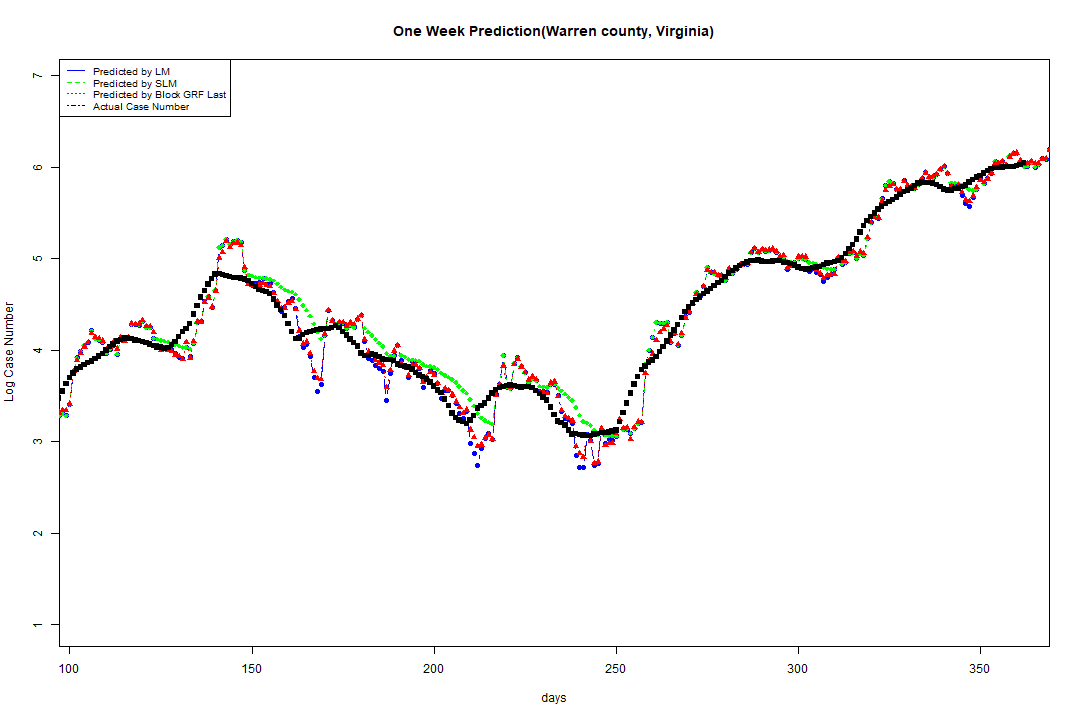 One Week Prediction(Warren county, Virginia)
Predicted by LM
Predicted by SLM
Predicted by Block GRF Last
Actual Case Number
7
6
5
4
3
2
1
Log Case Number
100 150 200 250 300 350
days